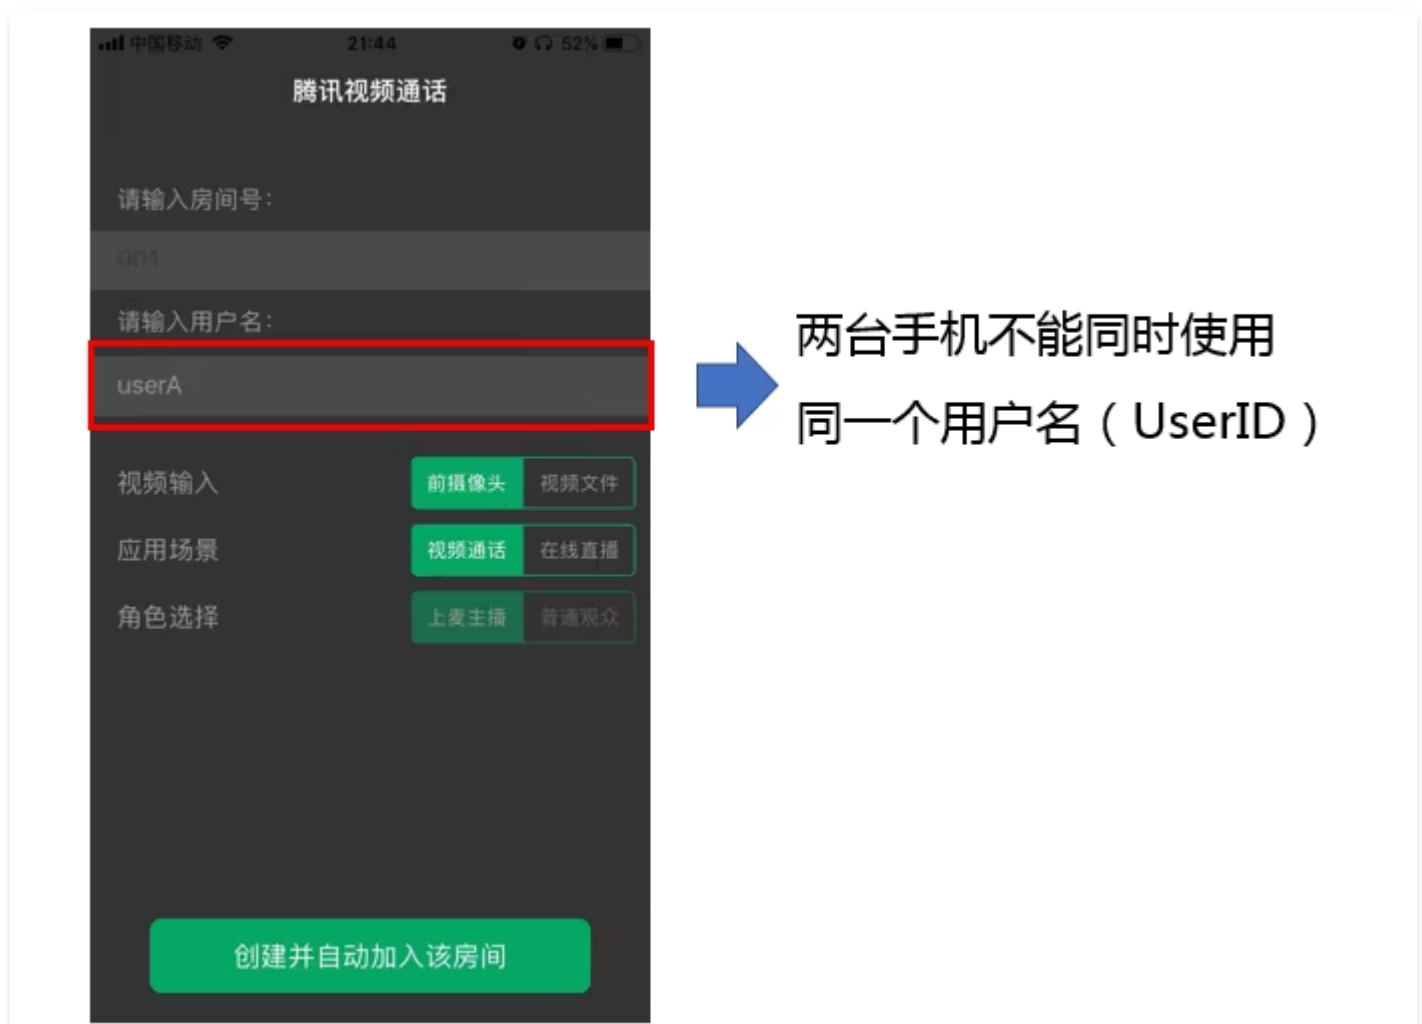 中国移动 21:44 52%
腾讯视频通话
请输入房间号：
901
请输入用户名：
userA
两台手机不能同时使用
同一个用户名（UserID）
视频输入 前摄像头 视频文件
应用场景 视频通话 在线直播
角色选择 上麦主播 普通观众
创建并自动加入该房间